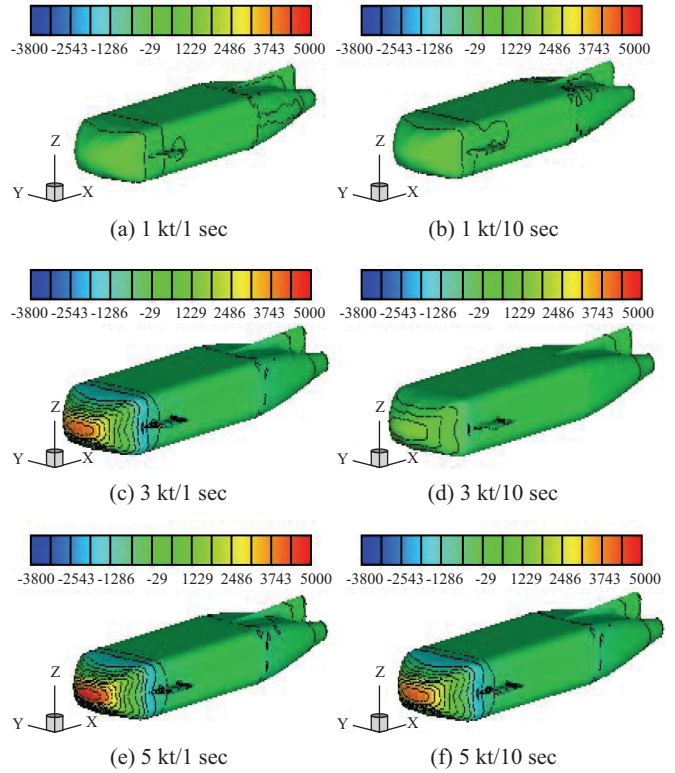 -3800 -2543 -1286 -29 1229 2486 3743 5000
Z
Y X
(a) 1 kt/1 sec
-3800 -2543 -1286 -29 1229 2486 3743 5000
Z
Y X
(b) 1 kt/10 sec
-3800 -2543 -1286 -29 1229 2486 3743 5000
Z
Y X
(c) 3 kt/1 sec
-3800 -2543 -1286 -29 1229 2486 3743 5000
Z
Y X
(d) 3 kt/10 sec
-3800 -2543 -1286 -29 1229 2486 3743 5000
Z
Y X
(e) 5 kt/1 sec
-3800 -2543 -1286 -29 1229 2486 3743 5000
Z
Y X
(f) 5 kt/10 sec